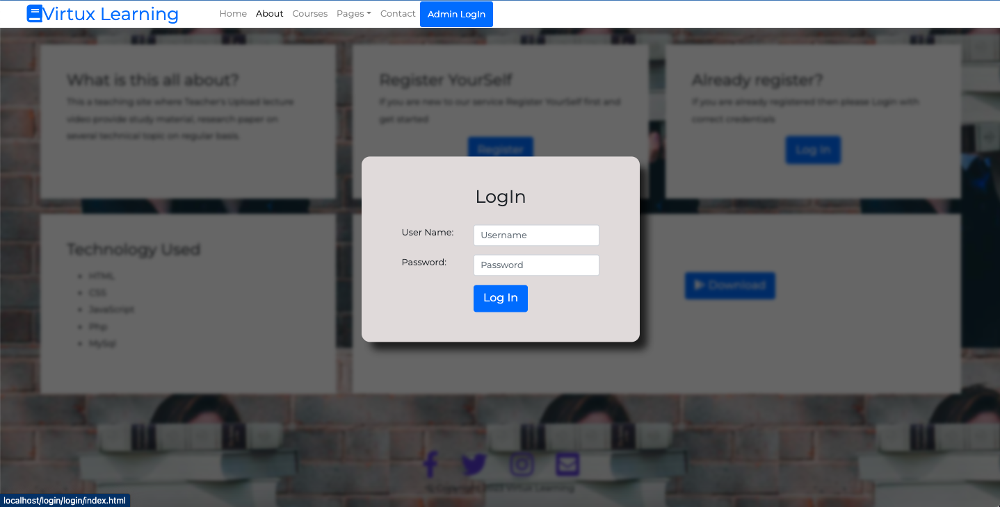 Virtux Learning
Home About Courses Pages Contact Admin LogIn
What is this all about?
This a teaching site where Teacher's Upload lecture
video provide study material, research paper on
several technical topic on regular basis.
Register YourSelf
If you are new to our service Register YourSelf first and
get started
Register
Already register?
If you are already registered then please Login with
correct credentials
Log In
LogIn
User Name: Username
Password: Password
Log In
Technology Used
HTML
CSS
JavaScript
Php
MySql
Download
Virtux Learning
localhost/login/login/index.html